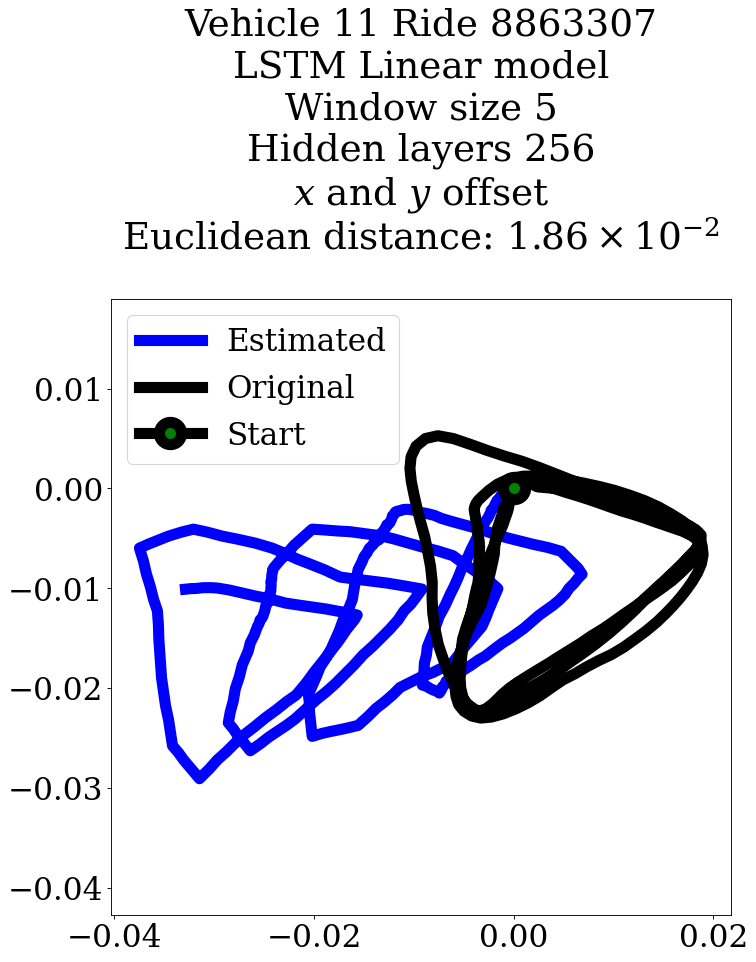 Vehicle 11 Ride 8863307
LSTM Linear model
Window size 5
Hidden layers 256
x and y offset
Euclidean distance: 1.86 × 10⁻²
Estimated
Original
Start
0.01
0.00
−0.01
−0.02
−0.03
−0.04
−0.04 −0.02 0.00 0.02